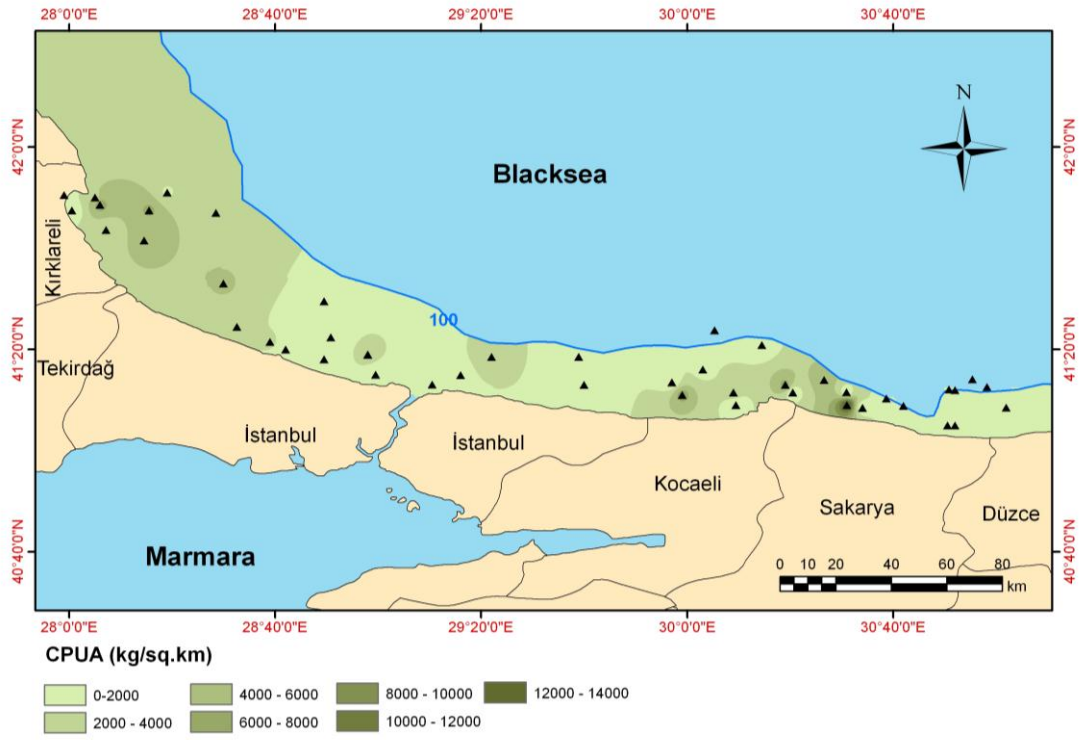 28°0'0"E 28°40'0"E 29°20'0"E 30°0'0"E 30°40'0"E
N
42°0'0"N 42°0'0"N
Blacksea
Kırklareli
100
41°20'0"N 41°20'0"N
Tekirdağ
İstanbul
İstanbul
Kocaeli
Sakarya
Düzce
Marmara
40°40'0"N 40°40'0"N
0 10 20 40 60 80
km
28°0'0"E 28°40'0"E 29°20'0"E 30°0'0"E 30°40'0"E
CPUA (kg/sq.km)
0-2000 4000 - 6000 8000 - 10000 12000 - 14000
2000 - 4000 6000 - 8000 10000 - 12000